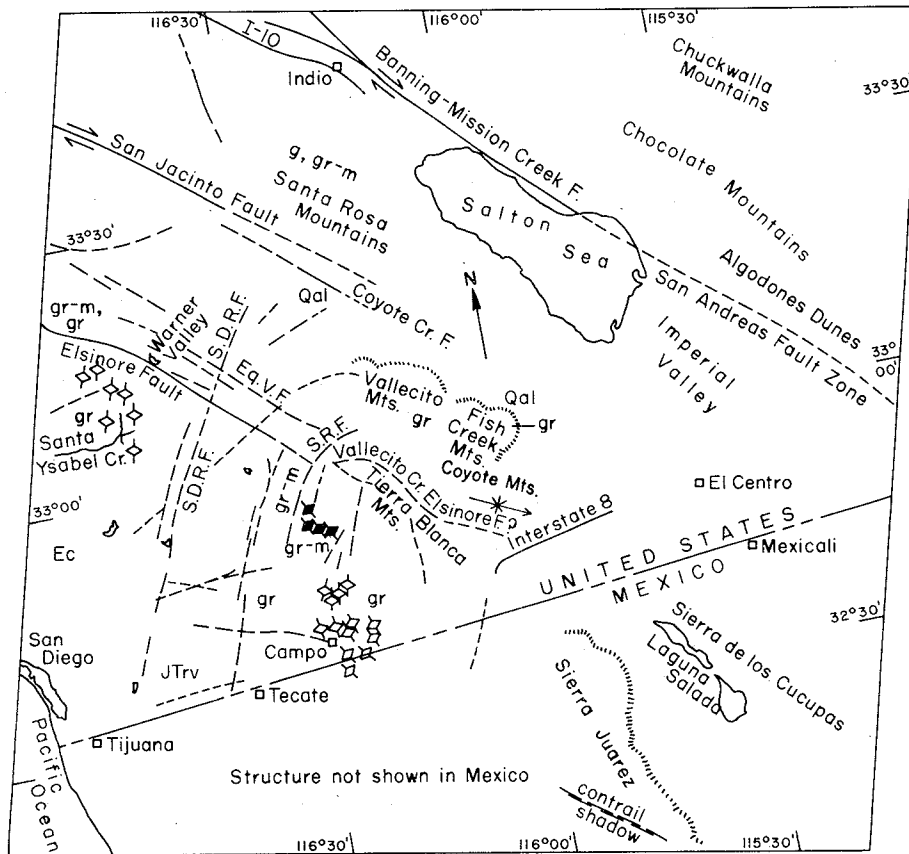 116°30'
116°00'
115°30'
I-10
Indio
Banning-Mission Creek F.
Chuckwalla
Mountains
33°30'
Chocolate Mountains
San Jacinto Fault
g, gr-m
Santa Rosa
Mountains
Salton
Sea
33°30'
Algodones Dunes
San Andreas Fault Zone
N
Coyote Cr. F.
Qal
gr-m,
gr
Warner
Valley
S.D.R.F.
Imperial
Valley
33°
00'
Elsinore Fault
Eq.V.F.
Vallecito
Mts.
gr
Qal
gr
Fish
Creek
Mts.
Coyote Mts.
gr
Santa
Ysabel Cr.
S.R.F.
Vallecito Cr.
Elsinore F?
S.D.R.F.
gr-m
Tierra Blanca
Mts.
El Centro
33°00'
Interstate 8
Ec
gr-m
UNITED STATES
MEXICO
Mexicali
gr
gr
32°30'
San
Diego
Campo
JTrv
Tecate
Sierra de los Cucupas
Laguna
Salada
Sierra Juarez
Tijuana
Pacific
Ocean
Structure not shown in Mexico
contrail
shadow
116°30'
116°00'
115°30'